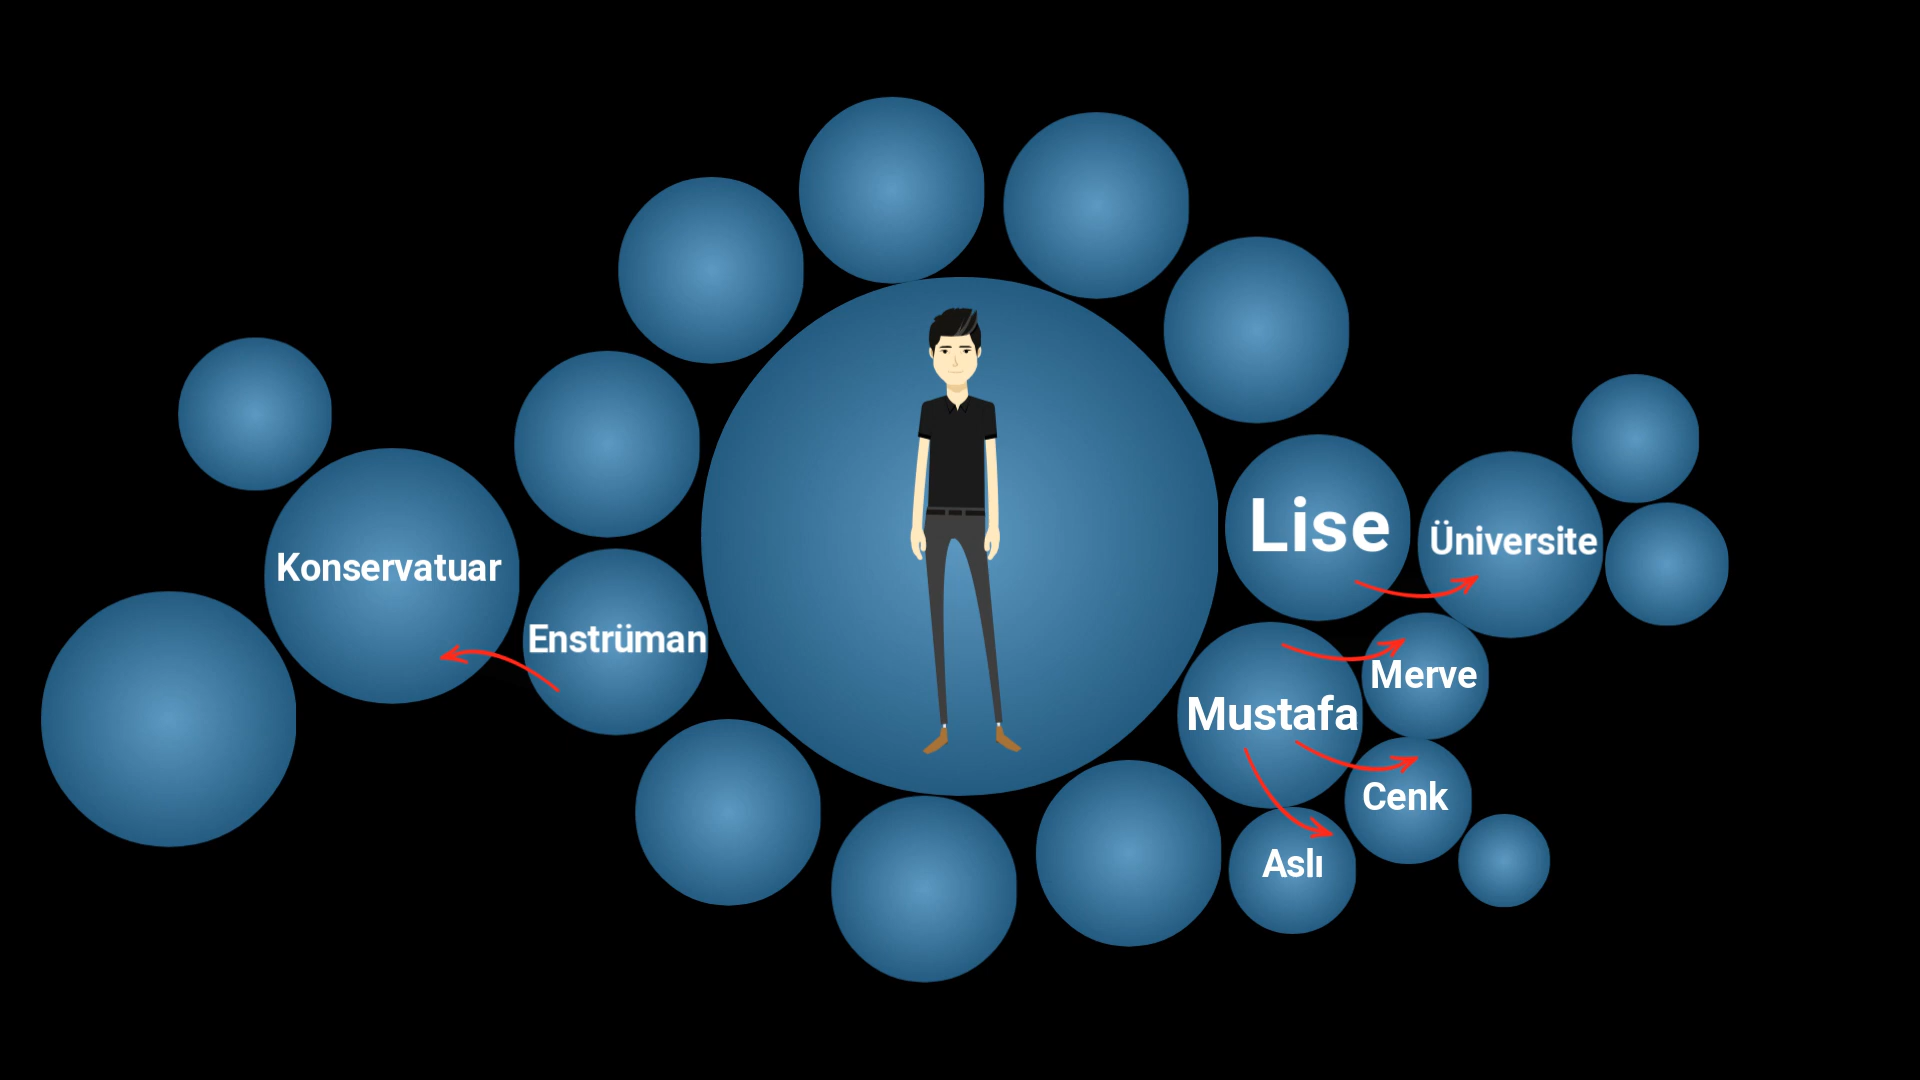 Lise
Üniversite
Konservatuar
Enstrüman
Merve
Mustafa
Cenk
Aslı